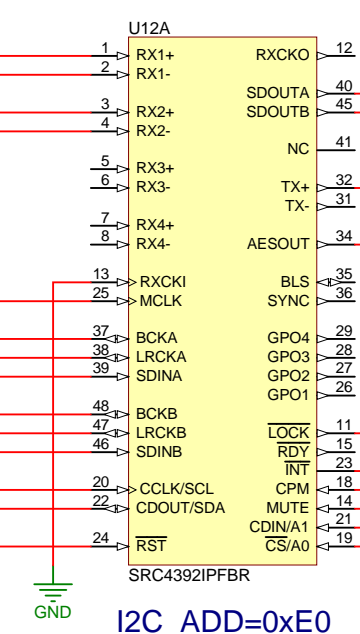 U12A
1 RX1+ RXCKO 12
2 RX1-
SDOUTA 40
3 RX2+ SDOUTB 45
4 RX2-
NC 41
5 RX3+
6 RX3- TX+ 32
TX- 31
7 RX4+
8 RX4- AESOUT 34
13 RXCKI BLS 35
25 MCLK SYNC 36
37 BCKA GPO4 29
38 LRCKA GPO3 28
39 SDINA GPO2 27
GPO1 26
48 BCKB
47 LRCKB LOCK 11
46 SDINB RDY 15
INT 23
20 CCLK/SCL CPM 18
22 CDOUT/SDA MUTE 14
CDIN/A1 21
24 RST CS/A0 19
SRC4392IPFBR
GND
I2C ADD=0xE0